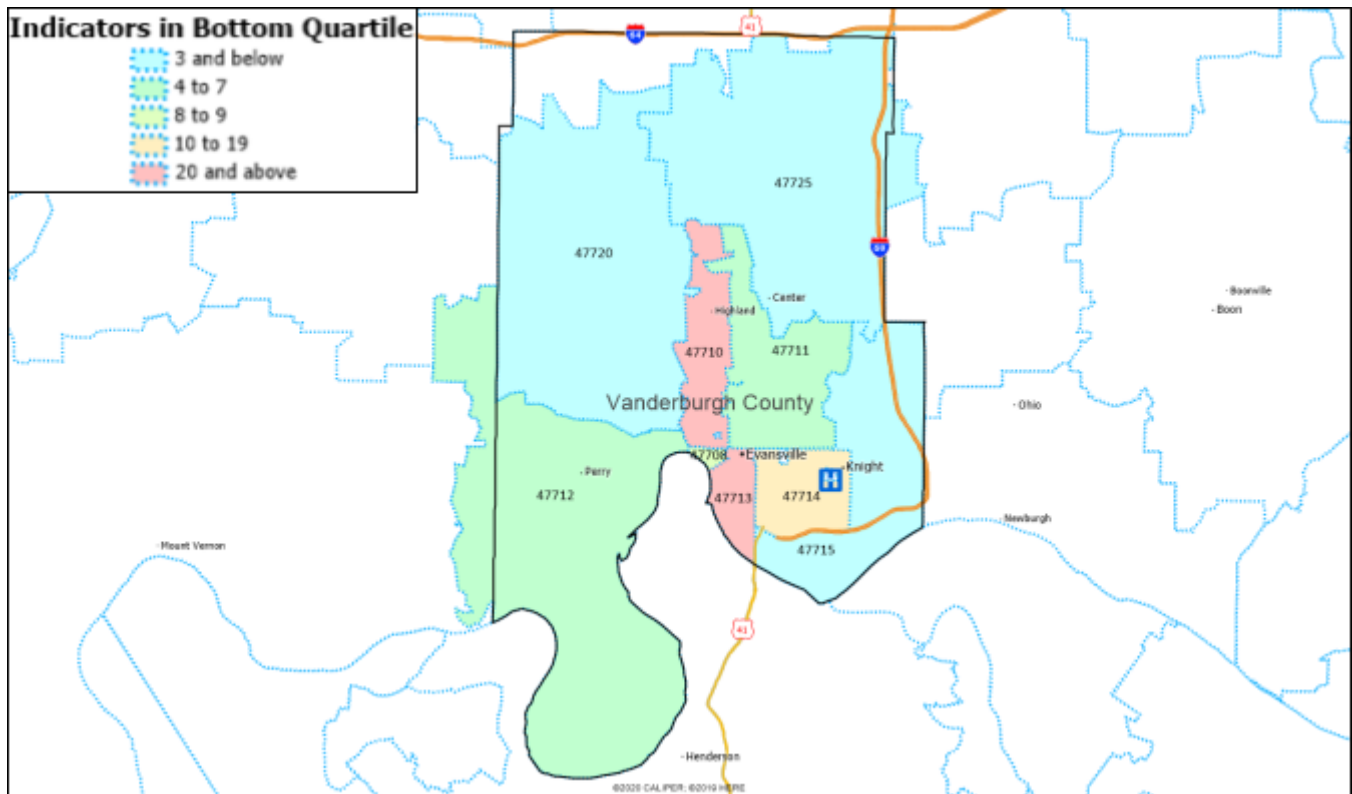 Indicators in Bottom Quartile
3 and below
4 to 7
8 to 9
10 to 19
20 and above
41
64
47725
69
47720
Boonville
Center
Boon
Highland
47710
47711
Vanderburgh County
Ohio
47708
Evansville
Perry
Knight
47712
47713
47714
H
Newburgh
Mount Vernon
47715
41
Henderson
©2020 CALIPER; ©2019 HERE